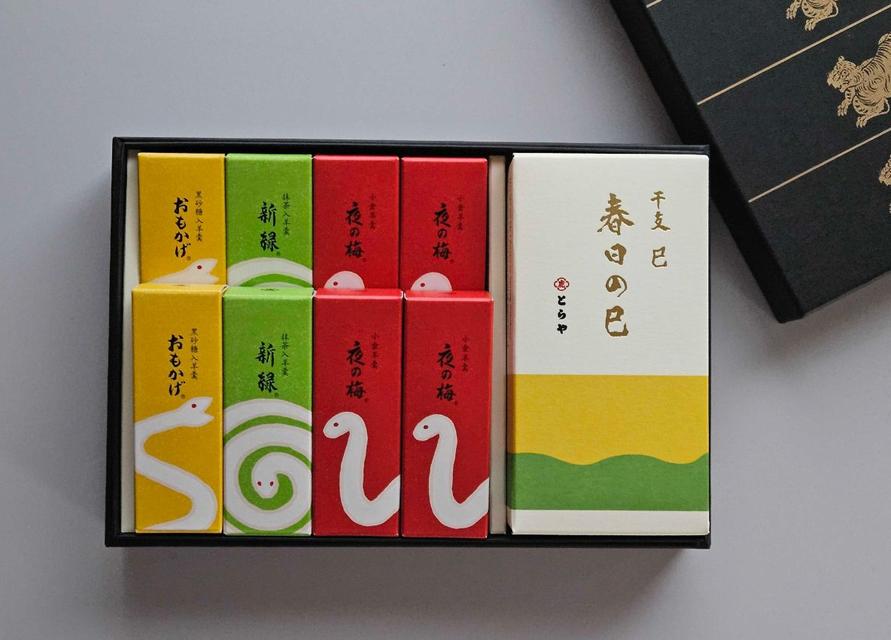 黒砂糖入羊羹
おもかげ
抹茶入羊羹
新緑
小倉羊羹
夜の梅
小倉羊羹
夜の梅
黒砂糖入羊羹
おもかげ
抹茶入羊羹
新緑
小倉羊羹
夜の梅
小倉羊羹
夜の梅
干支 巳
春日の巳
とらや